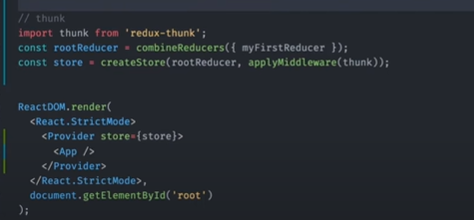 // thunk
import thunk from 'redux-thunk';
const rootReducer = combineReducers({ myFirstReducer });
const store = createStore(rootReducer, applyMiddleware(thunk));
ReactDOM.render(
<React.StrictMode>
<Provider store={store}>
<App />
</Provider>
</React.StrictMode>,
document.getElementById('root')
);